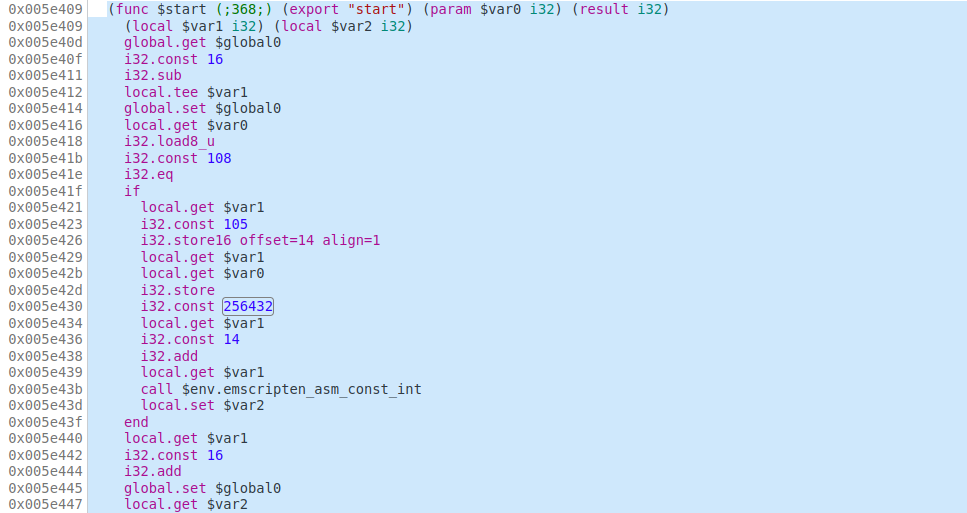 0x005e409 (func $start (;368;) (export "start") (param $var0 i32) (result i32)
0x005e409 (local $var1 i32) (local $var2 i32)
0x005e40d global.get $global0
0x005e40f i32.const 16
0x005e411 i32.sub
0x005e412 local.tee $var1
0x005e414 global.set $global0
0x005e416 local.get $var0
0x005e418 i32.load8_u
0x005e41b i32.const 108
0x005e41e i32.eq
0x005e41f if
0x005e421 local.get $var1
0x005e423 i32.const 105
0x005e426 i32.store16 offset=14 align=1
0x005e429 local.get $var1
0x005e42b local.get $var0
0x005e42d i32.store
0x005e430 i32.const 256432
0x005e434 local.get $var1
0x005e436 i32.const 14
0x005e438 i32.add
0x005e439 local.get $var1
0x005e43b call $env.emscripten_asm_const_int
0x005e43d local.set $var2
0x005e43f end
0x005e440 local.get $var1
0x005e442 i32.const 16
0x005e444 i32.add
0x005e445 global.set $global0
0x005e447 local.get $var2